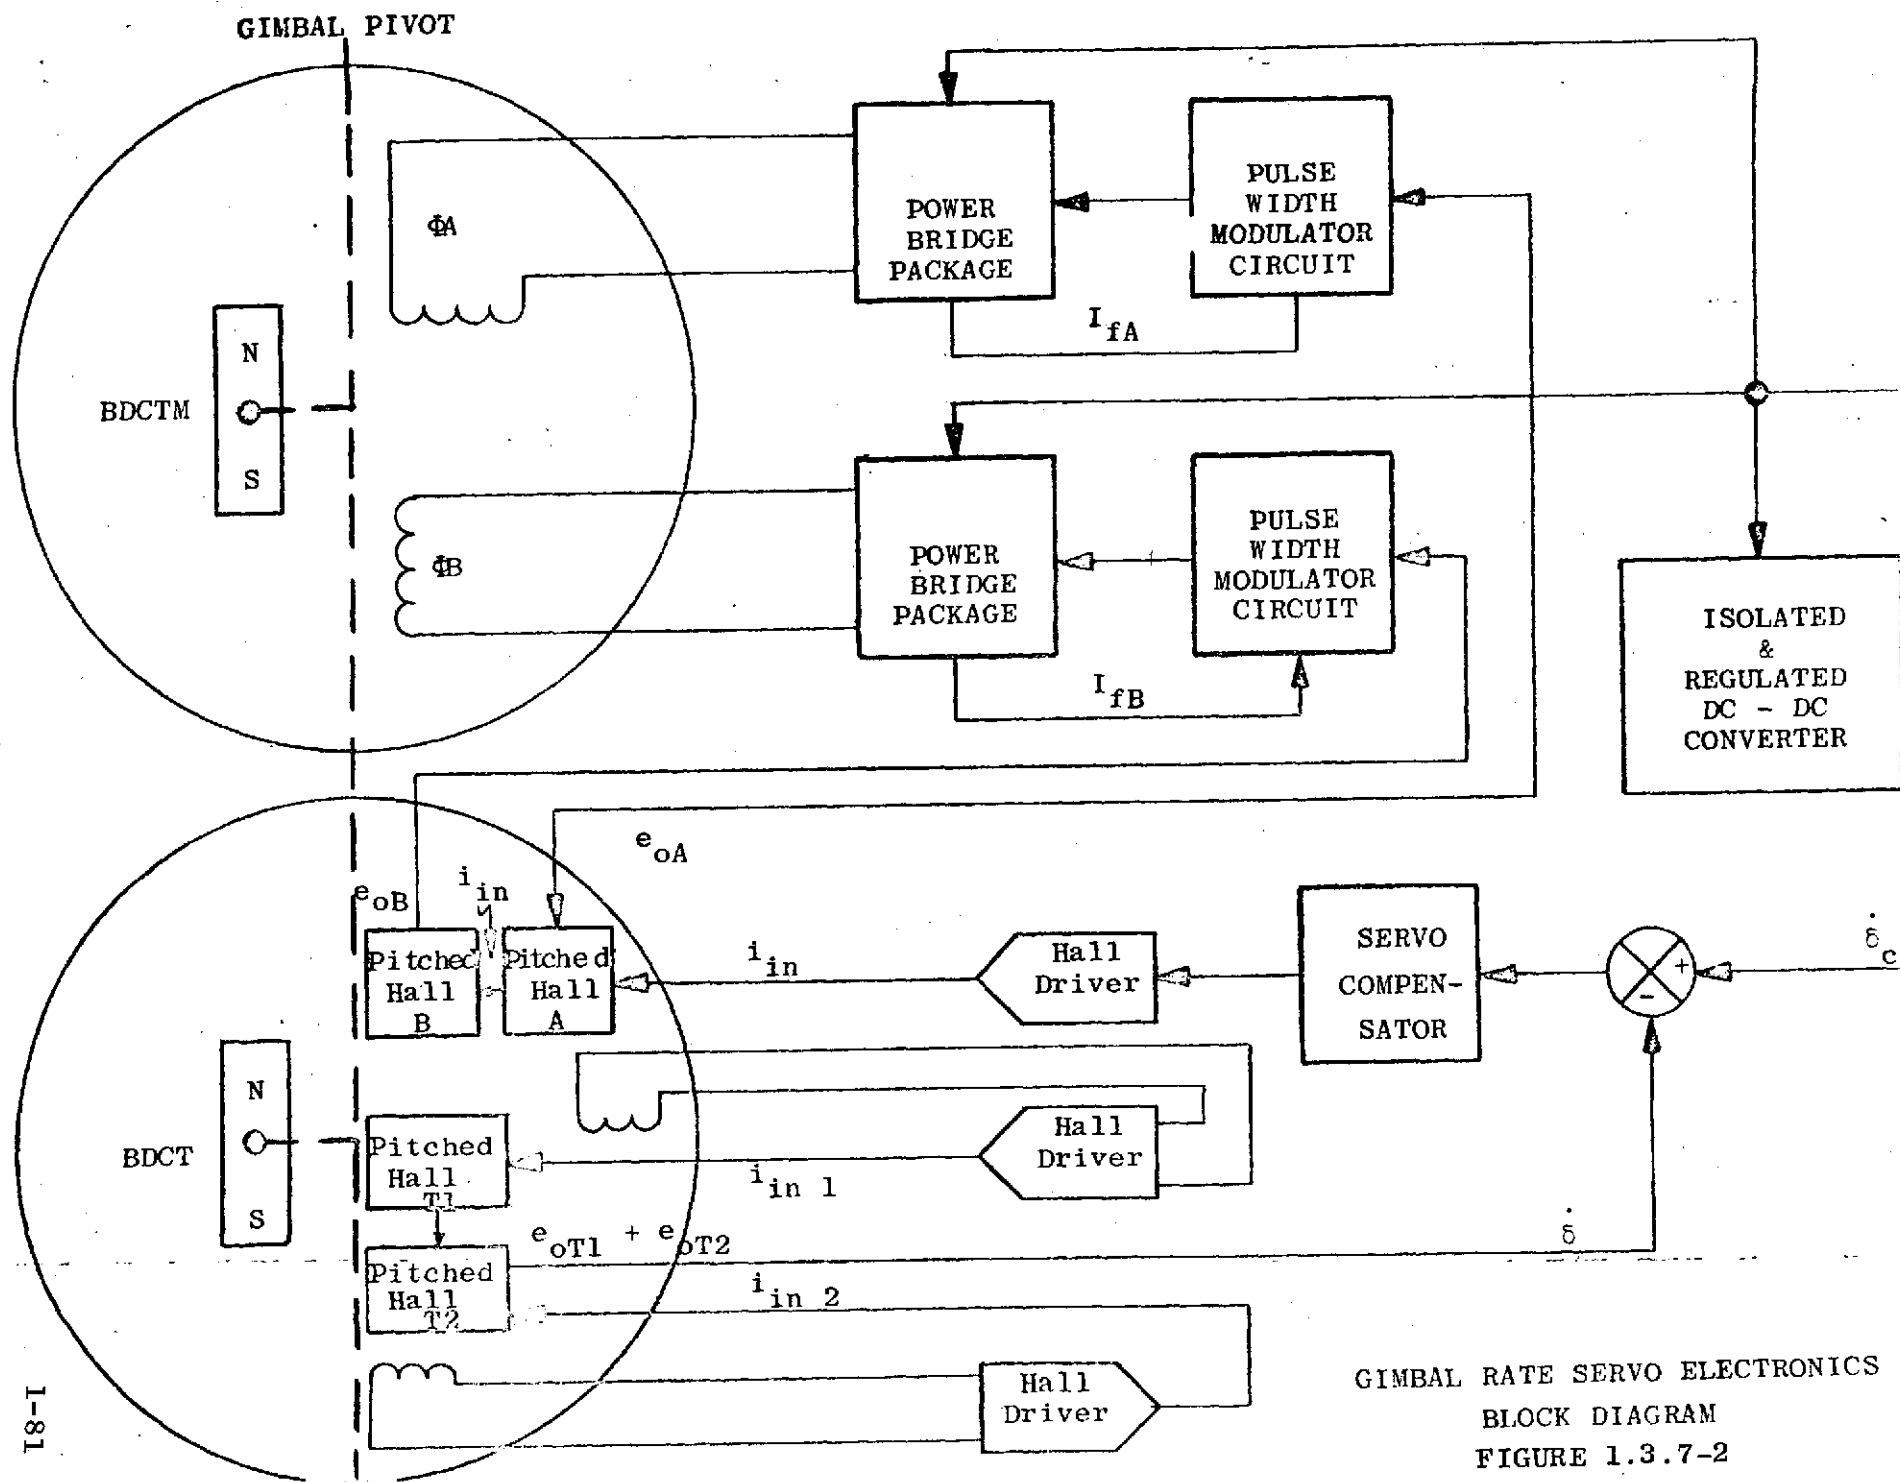 GIMBAL PIVOT
ΦA
POWER
BRIDGE
PACKAGE
PULSE
WIDTH
MODULATOR
CIRCUIT
I fA
BDCTM
N
S
ΦB
POWER
BRIDGE
PACKAGE
PULSE
WIDTH
MODULATOR
CIRCUIT
I fB
ISOLATED
&
REGULATED
DC - DC
CONVERTER
e oA
e oB
i in
Pitched
Hall
B
Pitched
Hall
A
i in
Hall
Driver
SERVO
COMPEN-
SATOR
+
-
δ̇ c
BDCT
N
S
Pitched
Hall
T1
i in 1
Hall
Driver
e oT1 + e oT2
δ̇
Pitched
Hall
T2
i in 2
Hall
Driver
GIMBAL RATE SERVO ELECTRONICS
BLOCK DIAGRAM
FIGURE 1.3.7-2
1-81